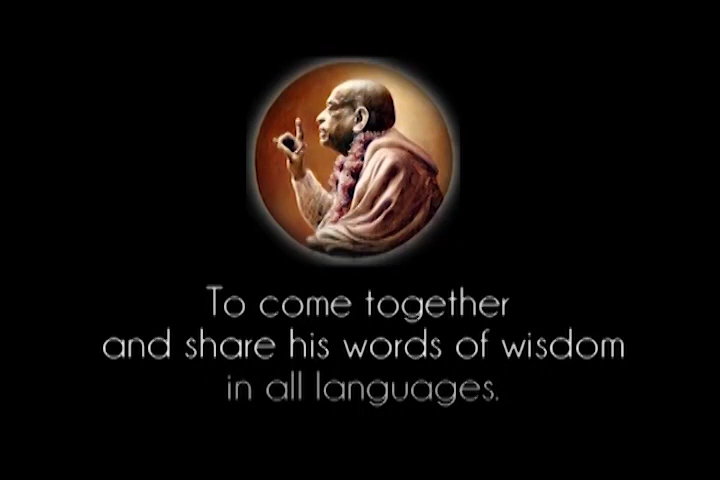 To come together
and share his words of wisdom
in all languages.